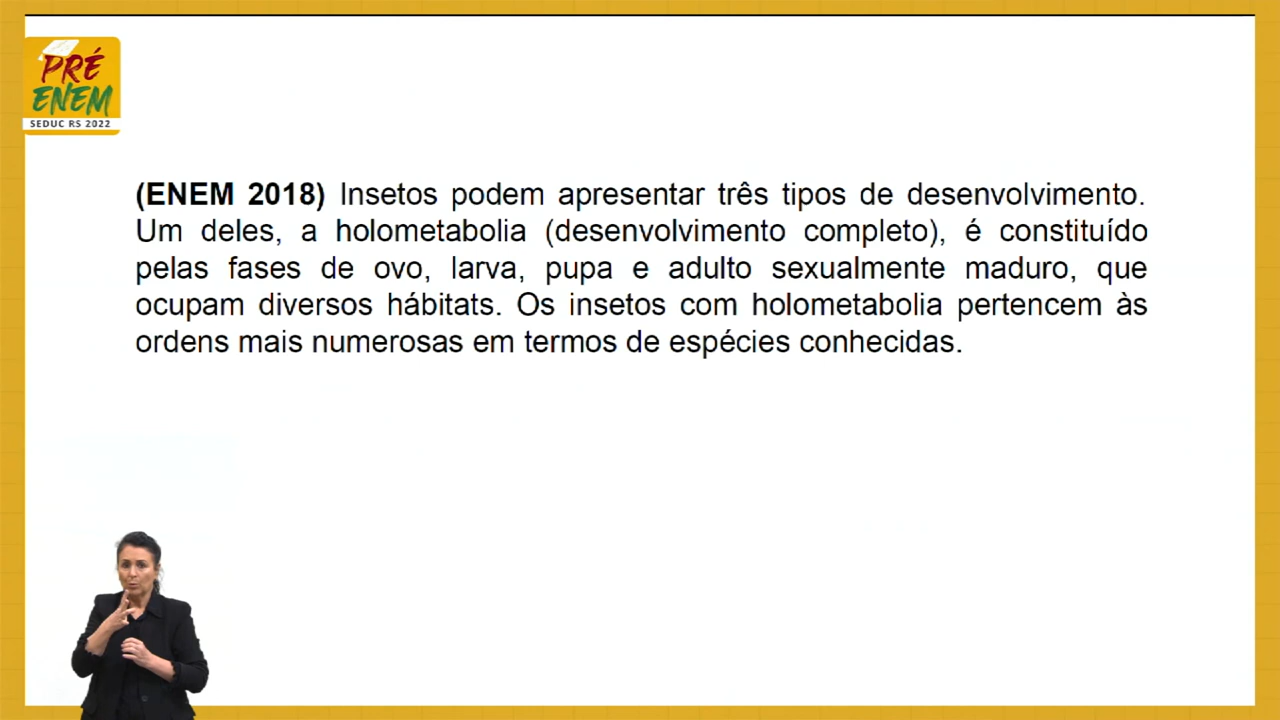 PRÉ
ENEM
SEDUC RS 2022
(ENEM 2018) Insetos podem apresentar três tipos de desenvolvimento.
Um deles, a holometabolia (desenvolvimento completo), é constituído
pelas fases de ovo, larva, pupa e adulto sexualmente maduro, que
ocupam diversos hábitats. Os insetos com holometabolia pertencem às
ordens mais numerosas em termos de espécies conhecidas.